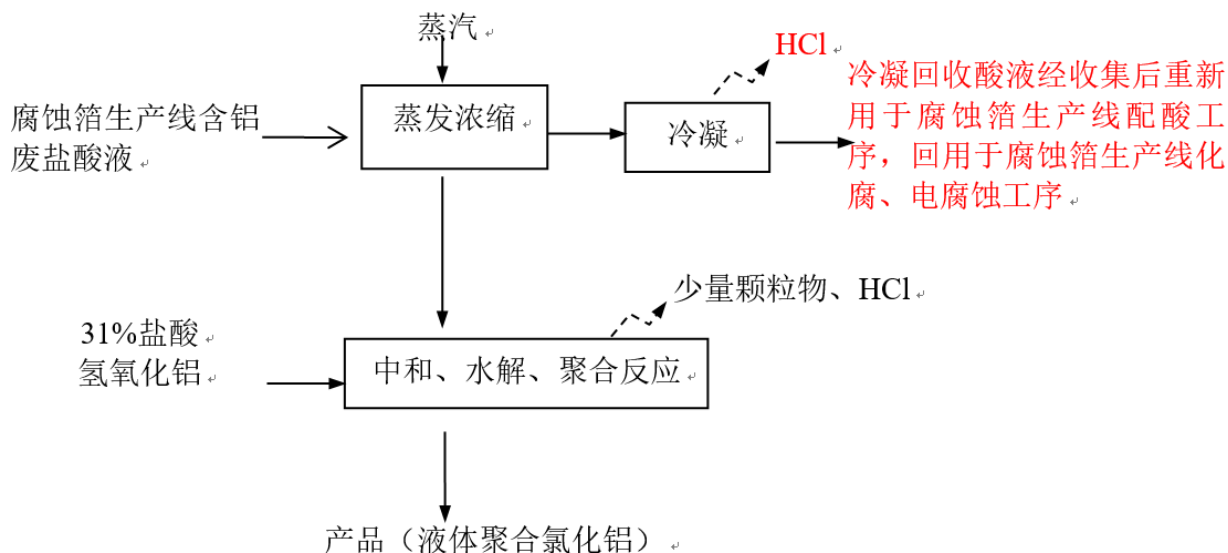 蒸汽
HCl
腐蚀箔生产线含铝
废盐酸液
蒸发浓缩
冷凝
冷凝回收酸液经收集后重新
用于腐蚀箔生产线配酸工
序，回用于腐蚀箔生产线化
腐、电腐蚀工序
少量颗粒物、HCl
31%盐酸
氢氧化铝
中和、水解、聚合反应
产品（液体聚合氯化铝）